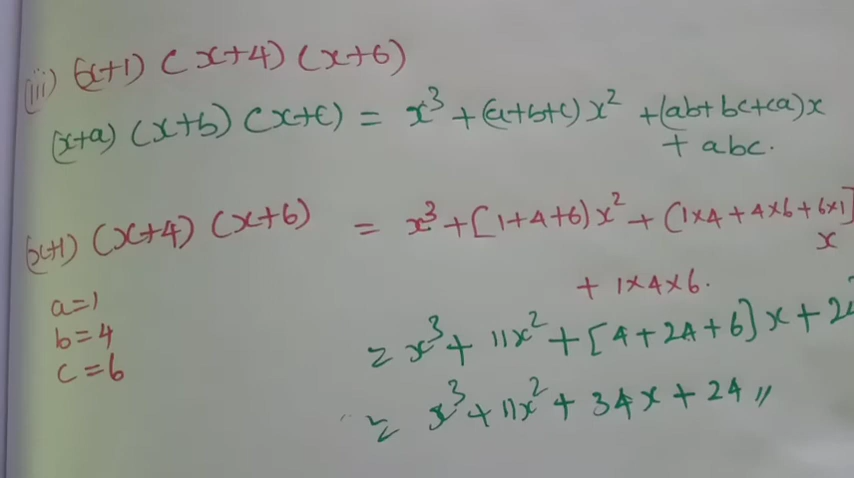 (iii) (x+1) (x+4) (x+6)
(x+a) (x+b) (x+c) = x³ + (a+b+c) x² + (ab+bc+ca)x
+ abc.
(x+1) (x+4) (x+6) = x³ + [1+4+6) x² + (1×4 + 4×6 + 6×1]
x
+ 1×4×6.
a=1
b=4
c=6
= x³ + 11x² + [4+24+6] x + 24
= x³ + 11x² + 34x + 24 //